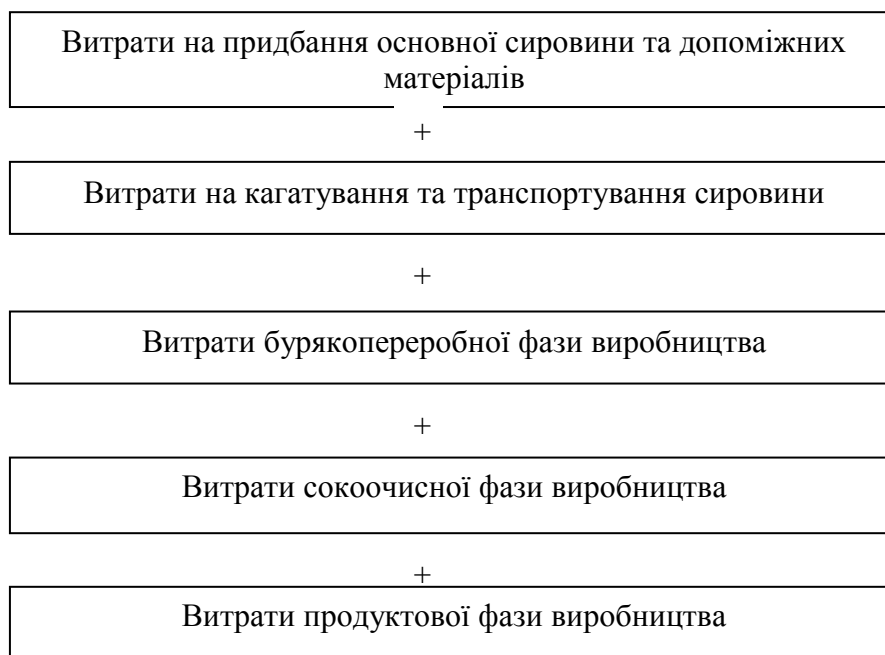 Витрати на придбання основної сировини та допоміжних
матеріалів
+
Витрати на кагатування та транспортування сировини
+
Витрати бурякопереробної фази виробництва
+
Витрати сокоочисної фази виробництва
+
Витрати продуктової фази виробництва